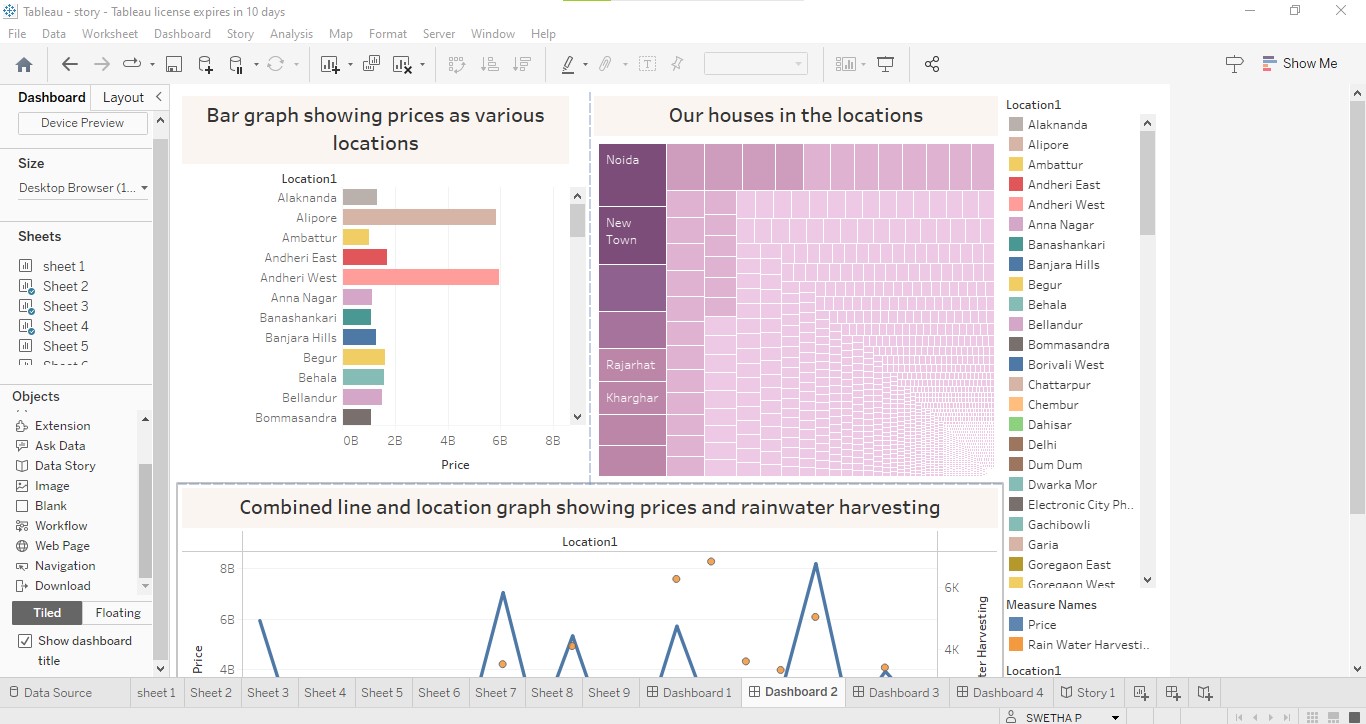 Tableau - story - Tableau license expires in 10 days
File Data Worksheet Dashboard Story Analysis Map Format Server Window Help
Show Me
Dashboard Layout
Device Preview
Size
Desktop Browser (1...
Sheets
sheet 1
Sheet 2
Sheet 3
Sheet 4
Sheet 5
Objects
Extension
Ask Data
Data Story
Image
Blank
Workflow
Web Page
Navigation
Download
Tiled Floating
Show dashboard
title
Bar graph showing prices as various
locations
Location1
Alaknanda
Alipore
Ambattur
Andheri East
Andheri West
Anna Nagar
Banashankari
Banjara Hills
Begur
Behala
Bellandur
Bommasandra
0B 2B 4B 6B 8B
Price
Our houses in the locations
Noida
New
Town
Rajarhat
Kharghar
Combined line and location graph showing prices and rainwater harvesting
Location1
8B
6B
4B
Price
6K
4K
ter Harvesting
Location1
Alaknanda
Alipore
Ambattur
Andheri East
Andheri West
Anna Nagar
Banashankari
Banjara Hills
Begur
Behala
Bellandur
Bommasandra
Borivali West
Chattarpur
Chembur
Dahisar
Delhi
Dum Dum
Dwarka Mor
Electronic City Ph..
Gachibowli
Garia
Goregaon East
Goregaon West
Measure Names
Price
Rain Water Harvesti..
Location1
Data Source sheet 1 Sheet 2 Sheet 3 Sheet 4 Sheet 5 Sheet 6 Sheet 7 Sheet 8 Sheet 9 Dashboard 1 Dashboard 2 Dashboard 3 Dashboard 4 Story 1
SWETHA P